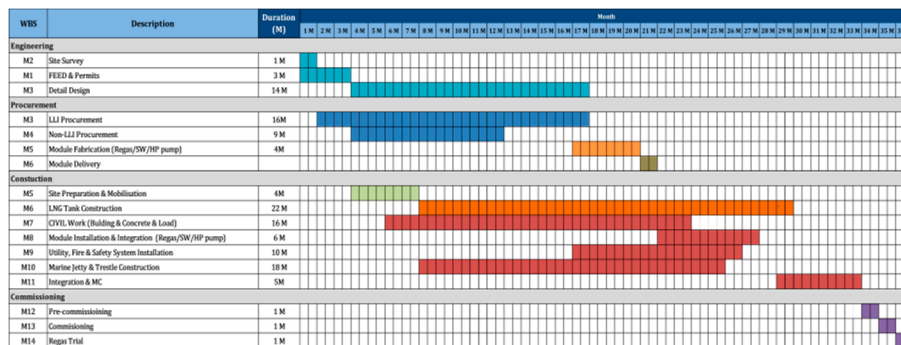 WBS Description Duration (M) Month
1 M 2 M 3 M 4 M 5 M 6 M 7 M 8 M 9 M 10 M 11 M 12 M 13 M 14 M 15 M 16 M 17 M 18 M 19 M 20 M 21 M 22 M 23 M 24 M 25 M 26 M 27 M 28 M 29 M 30 M 31 M 32 M 33 M 34 M 35 M
Engineering
M2 Site Survey 1 M
M1 FEED & Permits 3 M
M3 Detail Design 14 M
Procurement
M3 LLI Procurement 16M
M4 Non-LLI Procurement 9 M
M5 Module Fabrication (Regas/SW/HP pump) 4M
M6 Module Delivery
Constuction
M5 Site Preparation & Mobilisation 4M
M6 LNG Tank Construction 22 M
M7 CIVIL Work (Bulding & Concrete & Load) 16 M
M8 Module Installation & Integration (Regas/SW/HP pump) 6 M
M9 Utility, Fire & Safety System Installation 10 M
M10 Marine Jetty & Trestle Construction 18 M
M11 Integration & MC 5M
Commissioning
M12 Pre-commissioining 1 M
M13 Commisioning 1 M
M14 Regas Trial 1 M